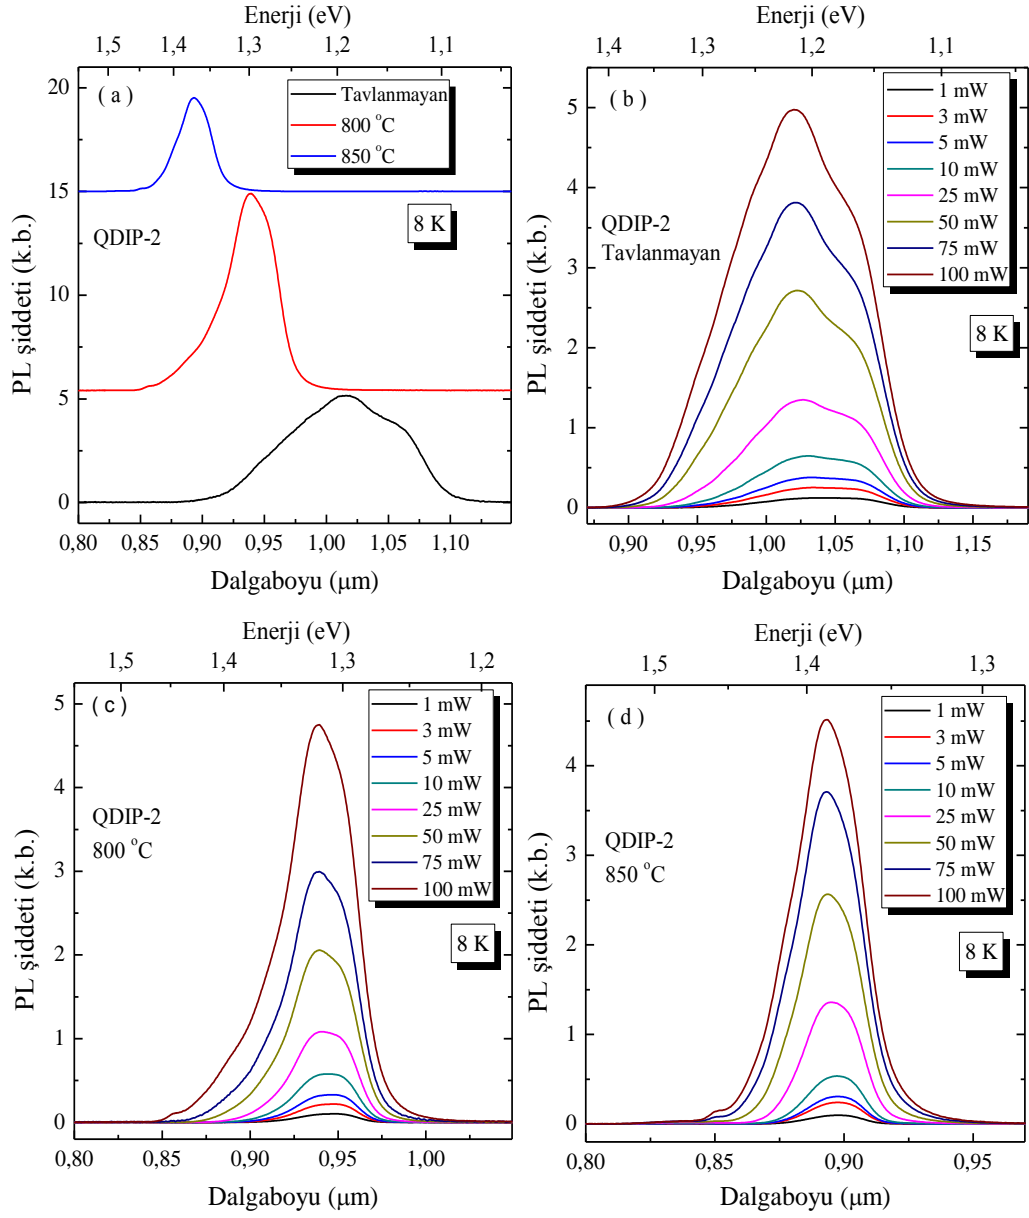 Enerji (eV)
1,5 1,4 1,3 1,2 1,1
( a )
Tavlanmayan
800 °C
850 °C
QDIP-2
8 K
PL şiddeti (k.b.)
20
15
10
5
0
0,80 0,85 0,90 0,95 1,00 1,05 1,10
Dalgaboyu (μm)
Enerji (eV)
1,4 1,3 1,2 1,1
( b )
1 mW
3 mW
5 mW
10 mW
25 mW
50 mW
75 mW
100 mW
QDIP-2
Tavlanmayan
8 K
PL şiddeti (k.b.)
5
4
3
2
1
0
0,90 0,95 1,00 1,05 1,10 1,15
Dalgaboyu (μm)
Enerji (eV)
1,5 1,4 1,3 1,2
( c )
1 mW
3 mW
5 mW
10 mW
25 mW
50 mW
75 mW
100 mW
QDIP-2
800 °C
8 K
PL şiddeti (k.b.)
5
4
3
2
1
0
0,80 0,85 0,90 0,95 1,00
Dalgaboyu (μm)
Enerji (eV)
1,5 1,4 1,3
( d )
1 mW
3 mW
5 mW
10 mW
25 mW
50 mW
75 mW
100 mW
QDIP-2
850 °C
8 K
PL şiddeti (k.b.)
4
3
2
1
0
0,80 0,85 0,90 0,95
Dalgaboyu (μm)